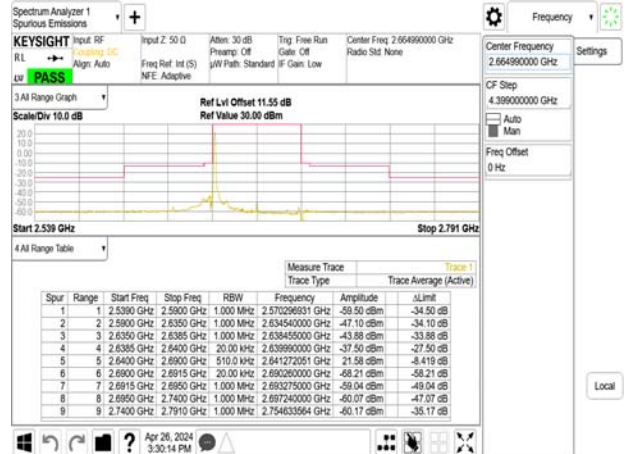 Spectrum Analyzer 1
Spurious Emissions
Frequency
KEYSIGHT
RL
PASS
Input: RF
Coupling: DC
Align: Auto
Input Z: 50 Ω
Freq Ref: Int (S)
NFE: Adaptive
Atten: 30 dB
Preamp: Off
µW Path: Standard
Trig: Free Run
Gate: Off
IF Gain: Low
Center Freq: 2.664990000 GHz
Radio Std: None
Center Frequency
2.664990000 GHz
Settings
CF Step
4.399000000 GHz
Auto
Man
Freq Offset
0 Hz
Local
3 All Range Graph
Scale/Div 10.0 dB
Ref Lvl Offset 11.55 dB
Ref Value 30.00 dBm
20.0
10.0
0.00
-10.0
-20.0
-30.0
-40.0
-50.0
-60.0
Start 2.539 GHz
Stop 2.791 GHz
4 All Range Table
Measure Trace Trace 1
Trace Type Trace Average (Active)
Spur Range Start Freq Stop Freq RBW Frequency Amplitude ΔLimit
1 1 2.5390 GHz 2.5900 GHz 1.000 MHz 2.570296931 GHz -59.50 dBm -34.50 dB
2 2 2.5900 GHz 2.6350 GHz 1.000 MHz 2.634540000 GHz -47.10 dBm -34.10 dB
3 3 2.6350 GHz 2.6385 GHz 1.000 MHz 2.638455000 GHz -43.88 dBm -33.88 dB
4 4 2.6385 GHz 2.6400 GHz 20.00 kHz 2.639990000 GHz -37.50 dBm -27.50 dB
5 5 2.6400 GHz 2.6900 GHz 510.0 kHz 2.641272051 GHz 21.58 dBm -8.419 dB
6 6 2.6900 GHz 2.6915 GHz 20.00 kHz 2.690260000 GHz -68.21 dBm -58.21 dB
7 7 2.6915 GHz 2.6950 GHz 1.000 MHz 2.693275000 GHz -59.04 dBm -49.04 dB
8 8 2.6950 GHz 2.7400 GHz 1.000 MHz 2.697240000 GHz -60.07 dBm -47.07 dB
9 9 2.7400 GHz 2.7910 GHz 1.000 MHz 2.754633564 GHz -60.17 dBm -35.17 dB
Apr 26, 2024
3:30:14 PM